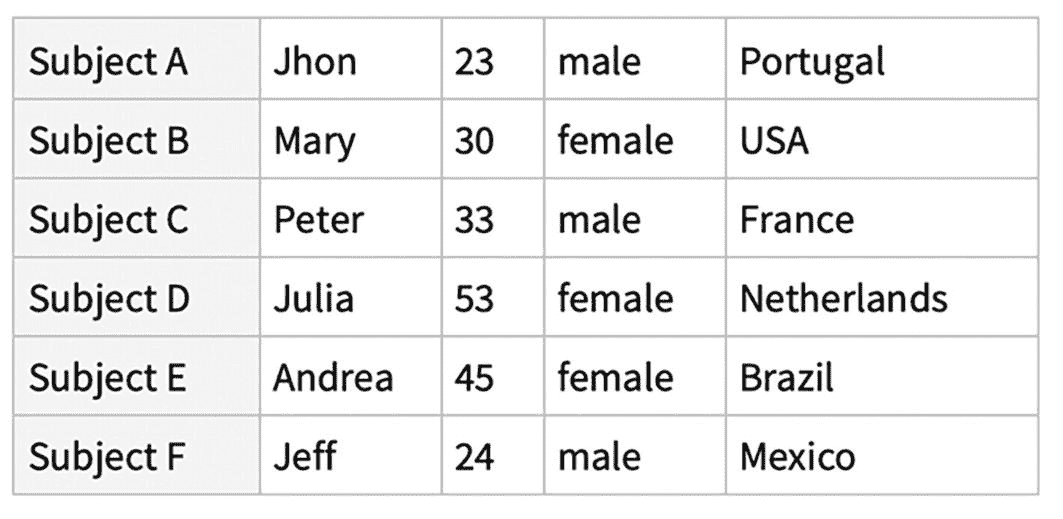 Subject A Jhon 23 male Portugal
Subject B Mary 30 female USA
Subject C Peter 33 male France
Subject D Julia 53 female Netherlands
Subject E Andrea 45 female Brazil
Subject F Jeff 24 male Mexico